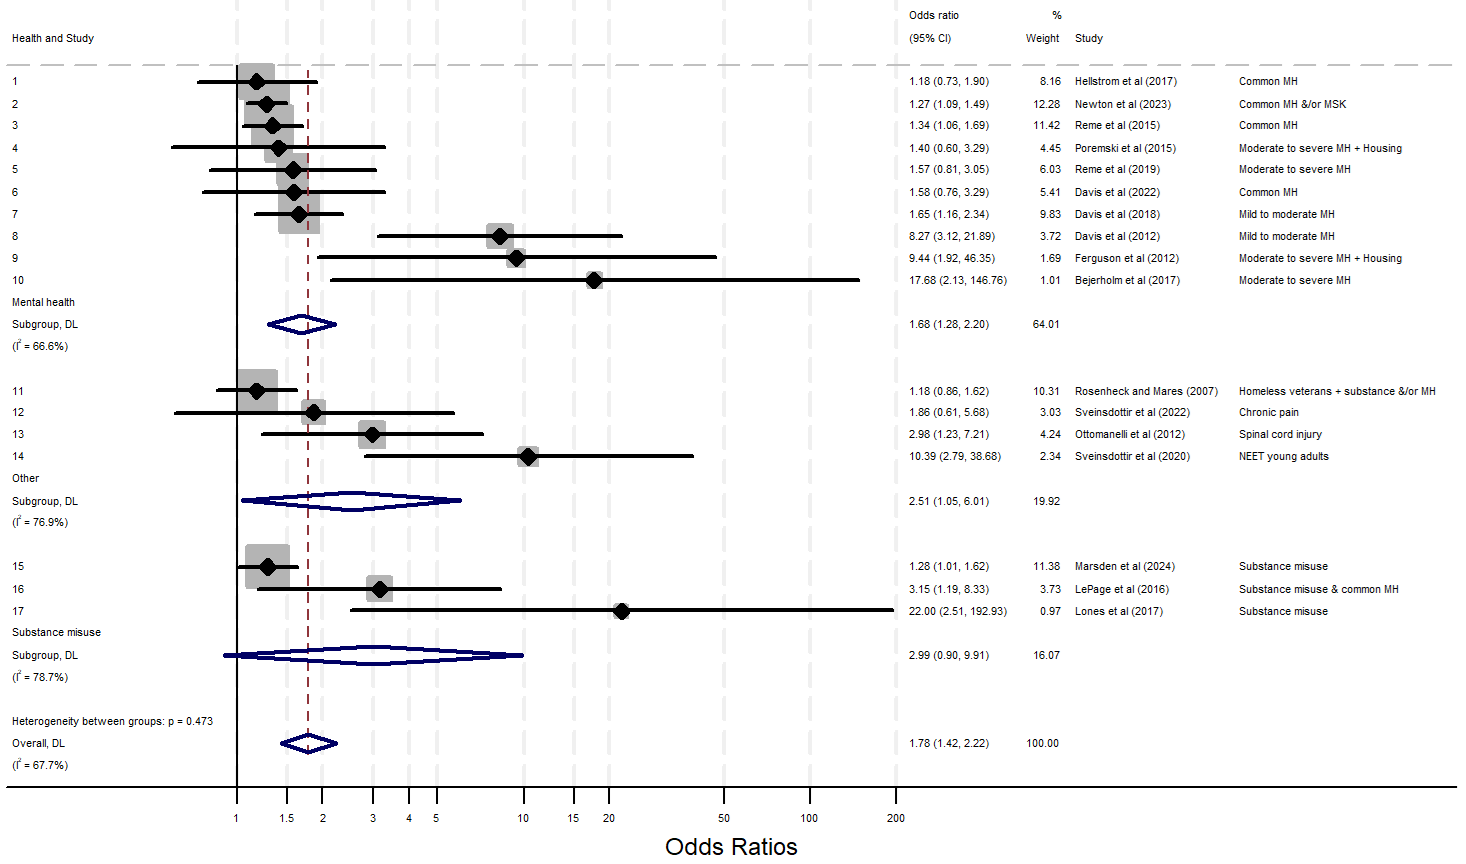 Odds ratio %
Health and Study (95% CI) Weight Study
1 1.18 (0.73, 1.90) 8.16 Hellstrom et al (2017) Common MH
2 1.27 (1.09, 1.49) 12.28 Newton et al (2023) Common MH &/or MSK
3 1.34 (1.06, 1.69) 11.42 Reme et al (2015) Common MH
4 1.40 (0.60, 3.29) 4.45 Poremski et al (2015) Moderate to severe MH + Housing
5 1.57 (0.81, 3.05) 6.03 Reme et al (2019) Moderate to severe MH
6 1.58 (0.76, 3.29) 5.41 Davis et al (2022) Common MH
7 1.65 (1.16, 2.34) 9.83 Davis et al (2018) Mild to moderate MH
8 8.27 (3.12, 21.89) 3.72 Davis et al (2012) Mild to moderate MH
9 9.44 (1.92, 46.35) 1.69 Ferguson et al (2012) Moderate to severe MH + Housing
10 17.68 (2.13, 146.76) 1.01 Bejerholm et al (2017) Moderate to severe MH
Mental health
Subgroup, DL 1.68 (1.28, 2.20) 64.01
(I² = 66.6%)
11 1.18 (0.86, 1.62) 10.31 Rosenheck and Mares (2007) Homeless veterans + substance &/or MH
12 1.86 (0.61, 5.68) 3.03 Sveinsdottir et al (2022) Chronic pain
13 2.98 (1.23, 7.21) 4.24 Ottomanelli et al (2012) Spinal cord injury
14 10.39 (2.79, 38.68) 2.34 Sveinsdottir et al (2020) NEET young adults
Other
Subgroup, DL 2.51 (1.05, 6.01) 19.92
(I² = 76.9%)
15 1.28 (1.01, 1.62) 11.38 Marsden et al (2024) Substance misuse
16 3.15 (1.19, 8.33) 3.73 LePage et al (2016) Substance misuse & common MH
17 22.00 (2.51, 192.93) 0.97 Lones et al (2017) Substance misuse
Substance misuse
Subgroup, DL 2.99 (0.90, 9.91) 16.07
(I² = 78.7%)
Heterogeneity between groups: p = 0.473
Overall, DL 1.78 (1.42, 2.22) 100.00
(I² = 67.7%)
1 1.5 2 3 4 5 10 15 20 50 100 200
Odds Ratios